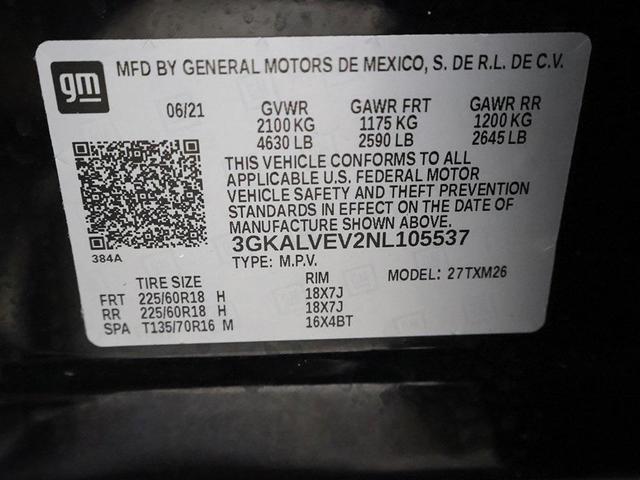 gm MFD BY GENERAL MOTORS DE MEXICO, S. DE R.L. DE C.V.
06/21 GVWR GAWR FRT GAWR RR
2100 KG 1175 KG 1200 KG
4630 LB 2590 LB 2645 LB
THIS VEHICLE CONFORMS TO ALL
APPLICABLE U.S. FEDERAL MOTOR
VEHICLE SAFETY AND THEFT PREVENTION
STANDARDS IN EFFECT ON THE DATE OF
MANUFACTURE SHOWN ABOVE.
384A 3GKALVEV2NL105537
TYPE: M.P.V. MODEL: 27TXM26
TIRE SIZE RIM
FRT 225/60R18 H 18X7J
RR 225/60R18 H 18X7J
SPA T135/70R16 M 16X4BT